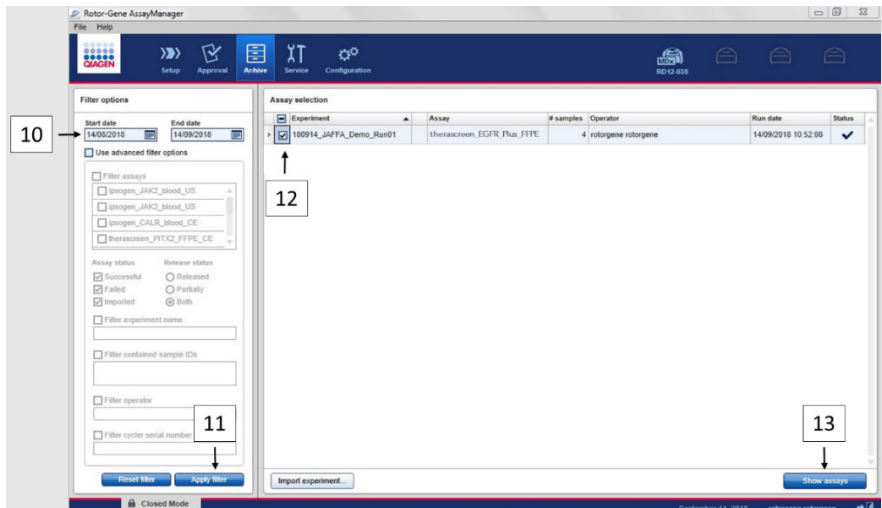 Rotor-Gene AssayManager
File Help
QIAGEN
Setup Approval Archive Service Configuration
MDx
RD12-035
Filter options
Assay selection
Start date End date
14/08/2018 14/09/2018
10
Use advanced filter options
Experiment Assay # samples Operator Run date Status
180914_JAFFA_Demo_Run01 therascreen_EGFR_Plus_FFPE 4 rotorgene rotorgene 14/09/2018 10:52:08
12
Filter assays
ipsogen_JAK2_blood_US
ipsogen_JAK2_blood_US
ipsogen_CALR_blood_CE
therascreen_PITX2_FFPE_CE
Assay status Release status
Successful Released
Failed Partially
Imported Both
Filter experiment name
Filter contained sample IDs
Filter operator
11
13
Filter cycler serial number
Reset filter Apply filter
Import experiment...
Show assays
Closed Mode